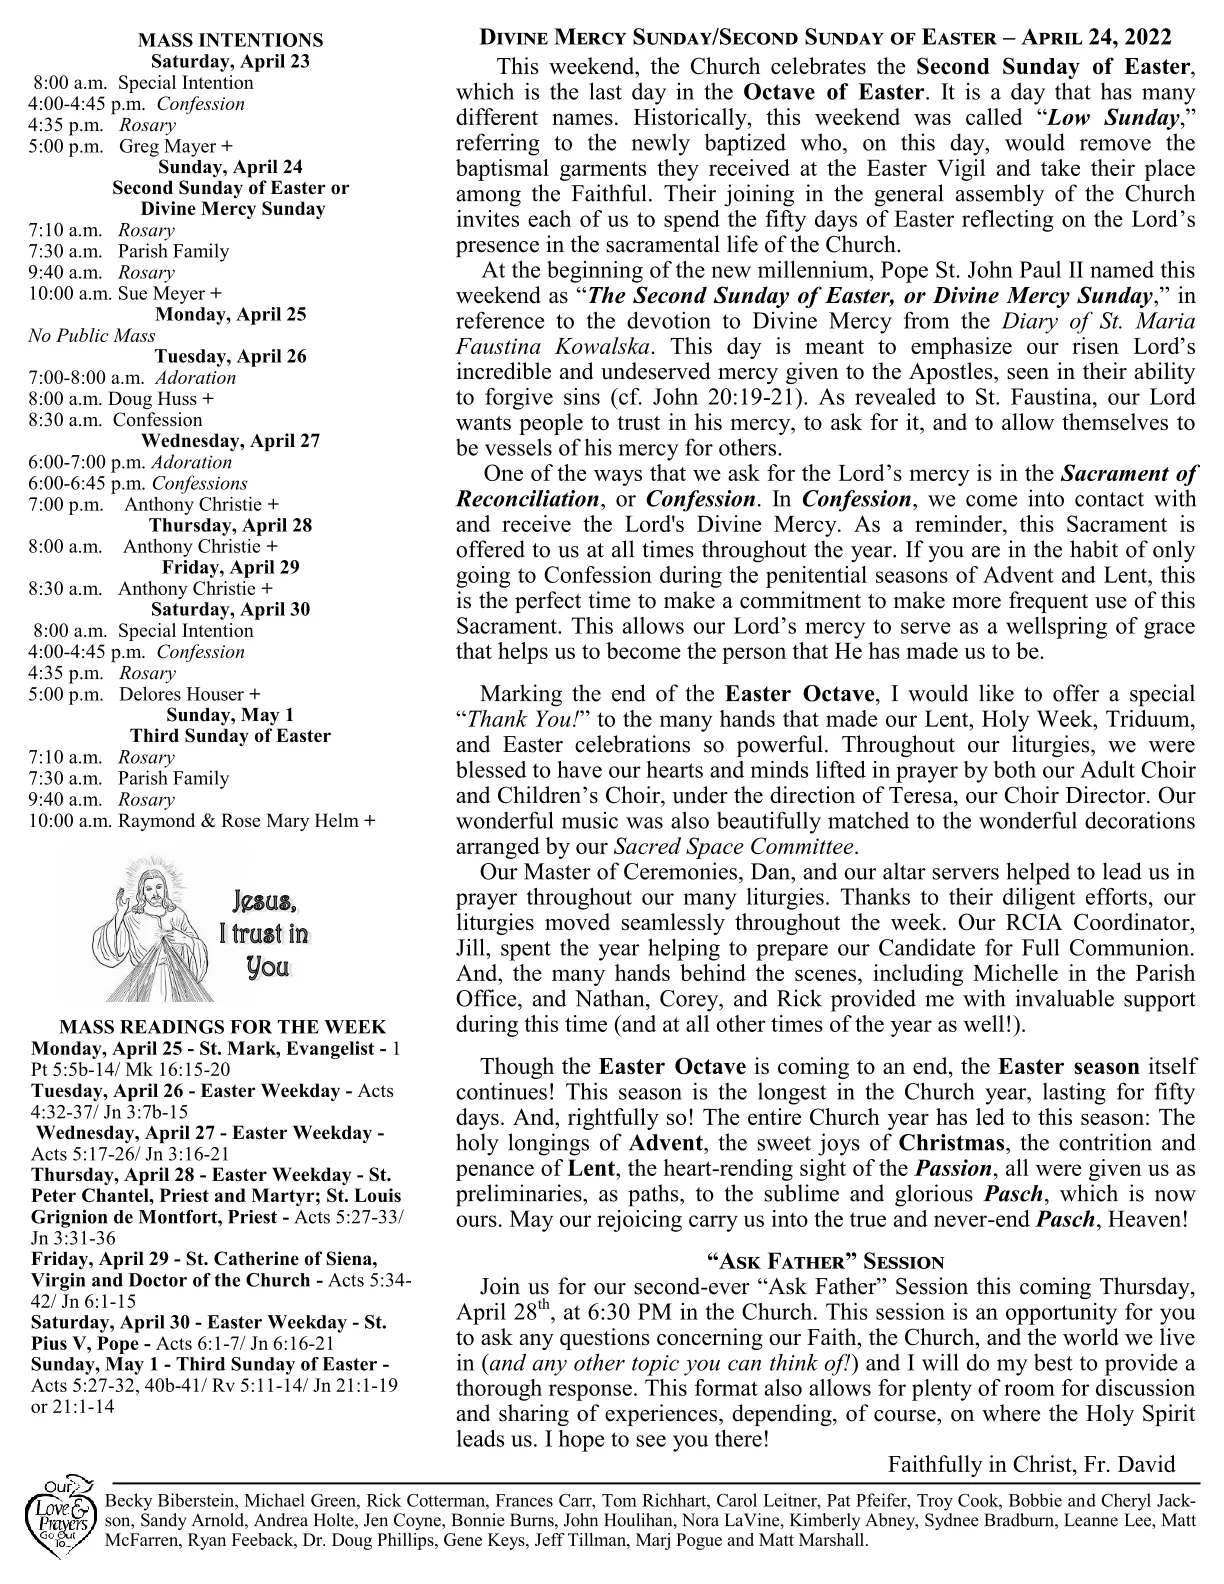 MASS INTENTIONS
Saturday, April 23
8:00 a.m. Special Intention
4:00-4:45 p.m. Confession
4:35 p.m. Rosary
5:00 p.m. Greg Mayer +
Sunday, April 24
Second Sunday of Easter or
Divine Mercy Sunday
7:10 a.m. Rosary
7:30 a.m. Parish Family
9:40 a.m. Rosary
10:00 a.m. Sue Meyer +
Monday, April 25
No Public Mass
Tuesday, April 26
7:00-8:00 a.m. Adoration
8:00 a.m. Doug Huss +
8:30 a.m. Confession
Wednesday, April 27
6:00-7:00 p.m. Adoration
6:00-6:45 p.m. Confessions
7:00 p.m. Anthony Christie +
Thursday, April 28
8:00 a.m. Anthony Christie +
Friday, April 29
8:30 a.m. Anthony Christie +
Saturday, April 30
8:00 a.m. Special Intention
4:00-4:45 p.m. Confession
4:35 p.m. Rosary
5:00 p.m. Delores Houser +
Sunday, May 1
Third Sunday of Easter
7:10 a.m. Rosary
7:30 a.m. Parish Family
9:40 a.m. Rosary
10:00 a.m. Raymond & Rose Mary Helm +
Jesus,
I trust in
You
MASS READINGS FOR THE WEEK
Monday, April 25 - St. Mark, Evangelist - 1
Pt 5:5b-14/ Mk 16:15-20
Tuesday, April 26 - Easter Weekday - Acts
4:32-37/ Jn 3:7b-15
Wednesday, April 27 - Easter Weekday -
Acts 5:17-26/ Jn 3:16-21
Thursday, April 28 - Easter Weekday - St.
Peter Chantel, Priest and Martyr; St. Louis
Grignion de Montfort, Priest - Acts 5:27-33/
Jn 3:31-36
Friday, April 29 - St. Catherine of Siena,
Virgin and Doctor of the Church - Acts 5:34-
42/ Jn 6:1-15
Saturday, April 30 - Easter Weekday - St.
Pius V, Pope - Acts 6:1-7/ Jn 6:16-21
Sunday, May 1 - Third Sunday of Easter -
Acts 5:27-32, 40b-41/ Rv 5:11-14/ Jn 21:1-19
or 21:1-14
DIVINE MERCY SUNDAY/SECOND SUNDAY OF EASTER – APRIL 24, 2022
This weekend, the Church celebrates the Second Sunday of Easter,
which is the last day in the Octave of Easter. It is a day that has many
different names. Historically, this weekend was called “Low Sunday,”
referring to the newly baptized who, on this day, would remove the
baptismal garments they received at the Easter Vigil and take their place
among the Faithful. Their joining in the general assembly of the Church
invites each of us to spend the fifty days of Easter reflecting on the Lord’s
presence in the sacramental life of the Church.
At the beginning of the new millennium, Pope St. John Paul II named this
weekend as “The Second Sunday of Easter, or Divine Mercy Sunday,” in
reference to the devotion to Divine Mercy from the Diary of St. Maria
Faustina Kowalska. This day is meant to emphasize our risen Lord’s
incredible and undeserved mercy given to the Apostles, seen in their ability
to forgive sins (cf. John 20:19-21). As revealed to St. Faustina, our Lord
wants people to trust in his mercy, to ask for it, and to allow themselves to
be vessels of his mercy for others.
One of the ways that we ask for the Lord’s mercy is in the Sacrament of
Reconciliation, or Confession. In Confession, we come into contact with
and receive the Lord's Divine Mercy. As a reminder, this Sacrament is
offered to us at all times throughout the year. If you are in the habit of only
going to Confession during the penitential seasons of Advent and Lent, this
is the perfect time to make a commitment to make more frequent use of this
Sacrament. This allows our Lord’s mercy to serve as a wellspring of grace
that helps us to become the person that He has made us to be.
Marking the end of the Easter Octave, I would like to offer a special
“Thank You!” to the many hands that made our Lent, Holy Week, Triduum,
and Easter celebrations so powerful. Throughout our liturgies, we were
blessed to have our hearts and minds lifted in prayer by both our Adult Choir
and Children’s Choir, under the direction of Teresa, our Choir Director. Our
wonderful music was also beautifully matched to the wonderful decorations
arranged by our Sacred Space Committee.
Our Master of Ceremonies, Dan, and our altar servers helped to lead us in
prayer throughout our many liturgies. Thanks to their diligent efforts, our
liturgies moved seamlessly throughout the week. Our RCIA Coordinator,
Jill, spent the year helping to prepare our Candidate for Full Communion.
And, the many hands behind the scenes, including Michelle in the Parish
Office, and Nathan, Corey, and Rick provided me with invaluable support
during this time (and at all other times of the year as well!).
Though the Easter Octave is coming to an end, the Easter season itself
continues! This season is the longest in the Church year, lasting for fifty
days. And, rightfully so! The entire Church year has led to this season: The
holy longings of Advent, the sweet joys of Christmas, the contrition and
penance of Lent, the heart-rending sight of the Passion, all were given us as
preliminaries, as paths, to the sublime and glorious Pasch, which is now
ours. May our rejoicing carry us into the true and never-end Pasch, Heaven!
“ASK FATHER” SESSION
Join us for our second-ever “Ask Father” Session this coming Thursday,
April 28th, at 6:30 PM in the Church. This session is an opportunity for you
to ask any questions concerning our Faith, the Church, and the world we live
in (and any other topic you can think of!) and I will do my best to provide a
thorough response. This format also allows for plenty of room for discussion
and sharing of experiences, depending, of course, on where the Holy Spirit
leads us. I hope to see you there!
Faithfully in Christ, Fr. David
Our
Love &
Prayers
Go Out
To...
Becky Biberstein, Michael Green, Rick Cotterman, Frances Carr, Tom Richhart, Carol Leitner, Pat Pfeifer, Troy Cook, Bobbie and Cheryl Jack-
son, Sandy Arnold, Andrea Holte, Jen Coyne, Bonnie Burns, John Houlihan, Nora LaVine, Kimberly Abney, Sydnee Bradburn, Leanne Lee, Matt
McFarren, Ryan Feeback, Dr. Doug Phillips, Gene Keys, Jeff Tillman, Marj Pogue and Matt Marshall.